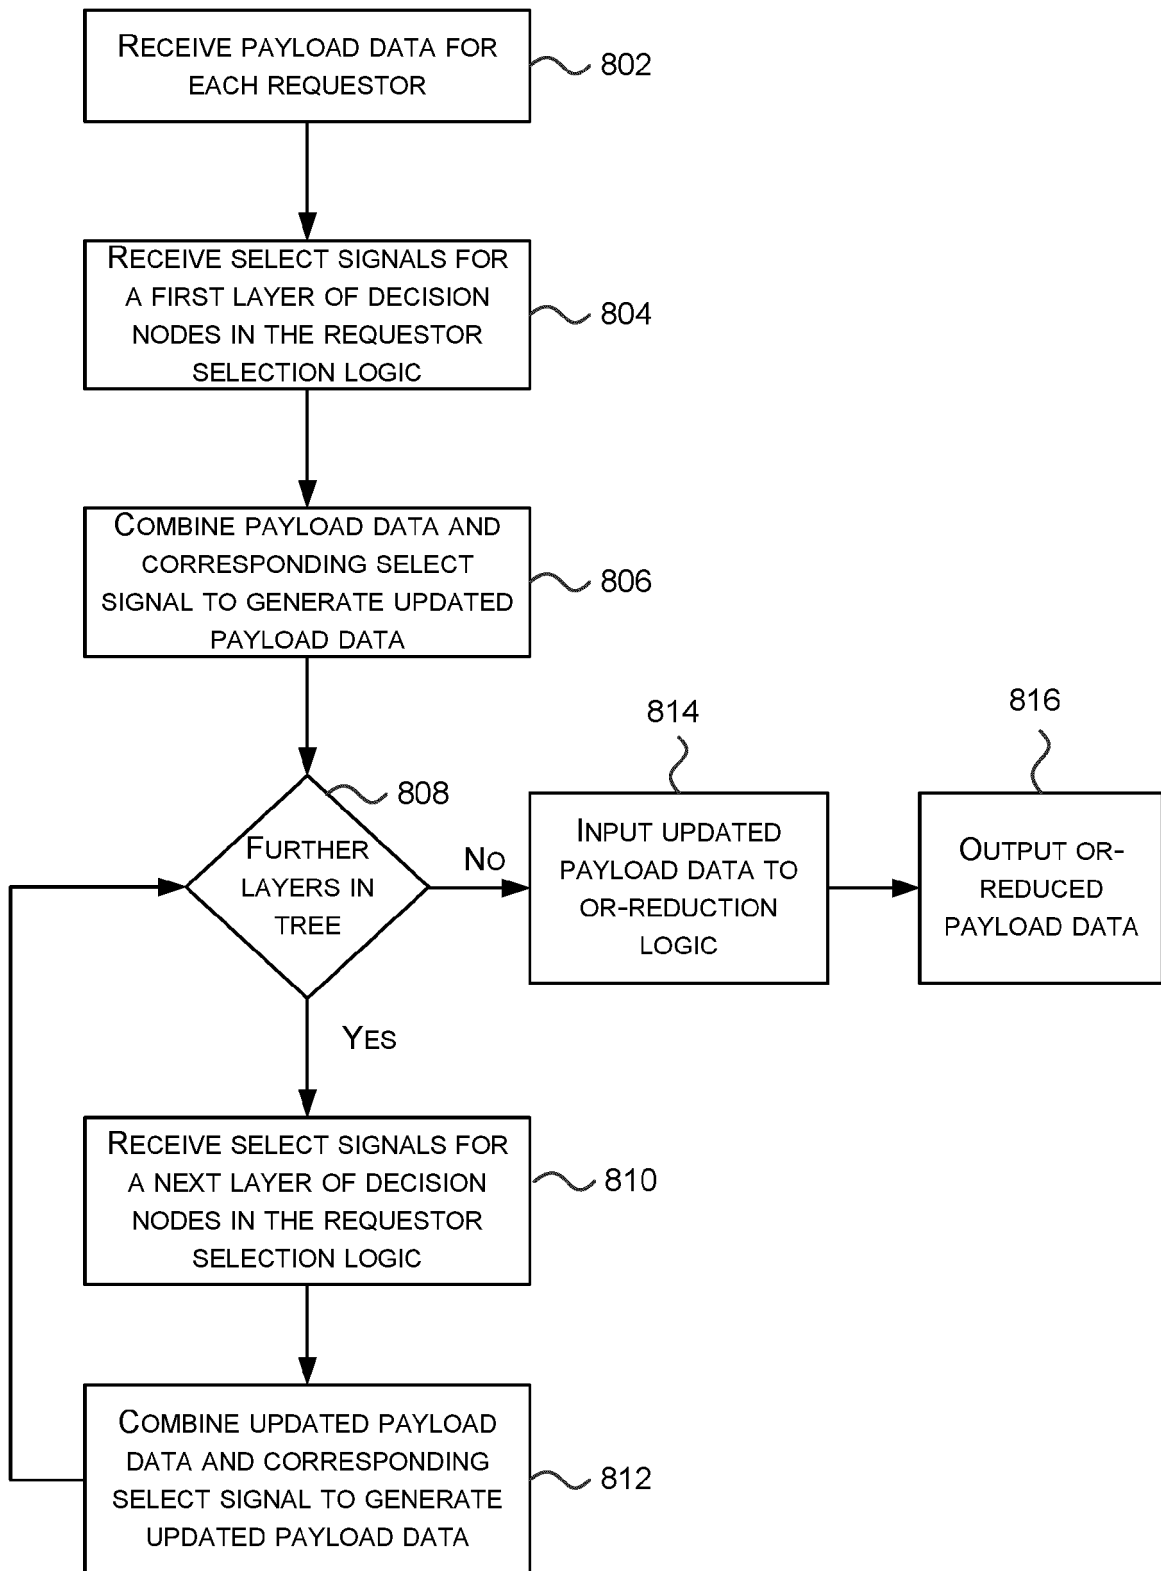 RECEIVE PAYLOAD DATA FOR
EACH REQUESTOR
802
RECEIVE SELECT SIGNALS FOR
A FIRST LAYER OF DECISION
NODES IN THE REQUESTOR
SELECTION LOGIC
804
COMBINE PAYLOAD DATA AND
CORRESPONDING SELECT
SIGNAL TO GENERATE UPDATED
PAYLOAD DATA
806
808
FURTHER
LAYERS IN
TREE
NO
814
INPUT UPDATED
PAYLOAD DATA TO
OR-REDUCTION
LOGIC
816
OUTPUT OR-
REDUCED
PAYLOAD DATA
YES
RECEIVE SELECT SIGNALS FOR
A NEXT LAYER OF DECISION
NODES IN THE REQUESTOR
SELECTION LOGIC
810
COMBINE UPDATED PAYLOAD
DATA AND CORRESPONDING
SELECT SIGNAL TO GENERATE
UPDATED PAYLOAD DATA
812